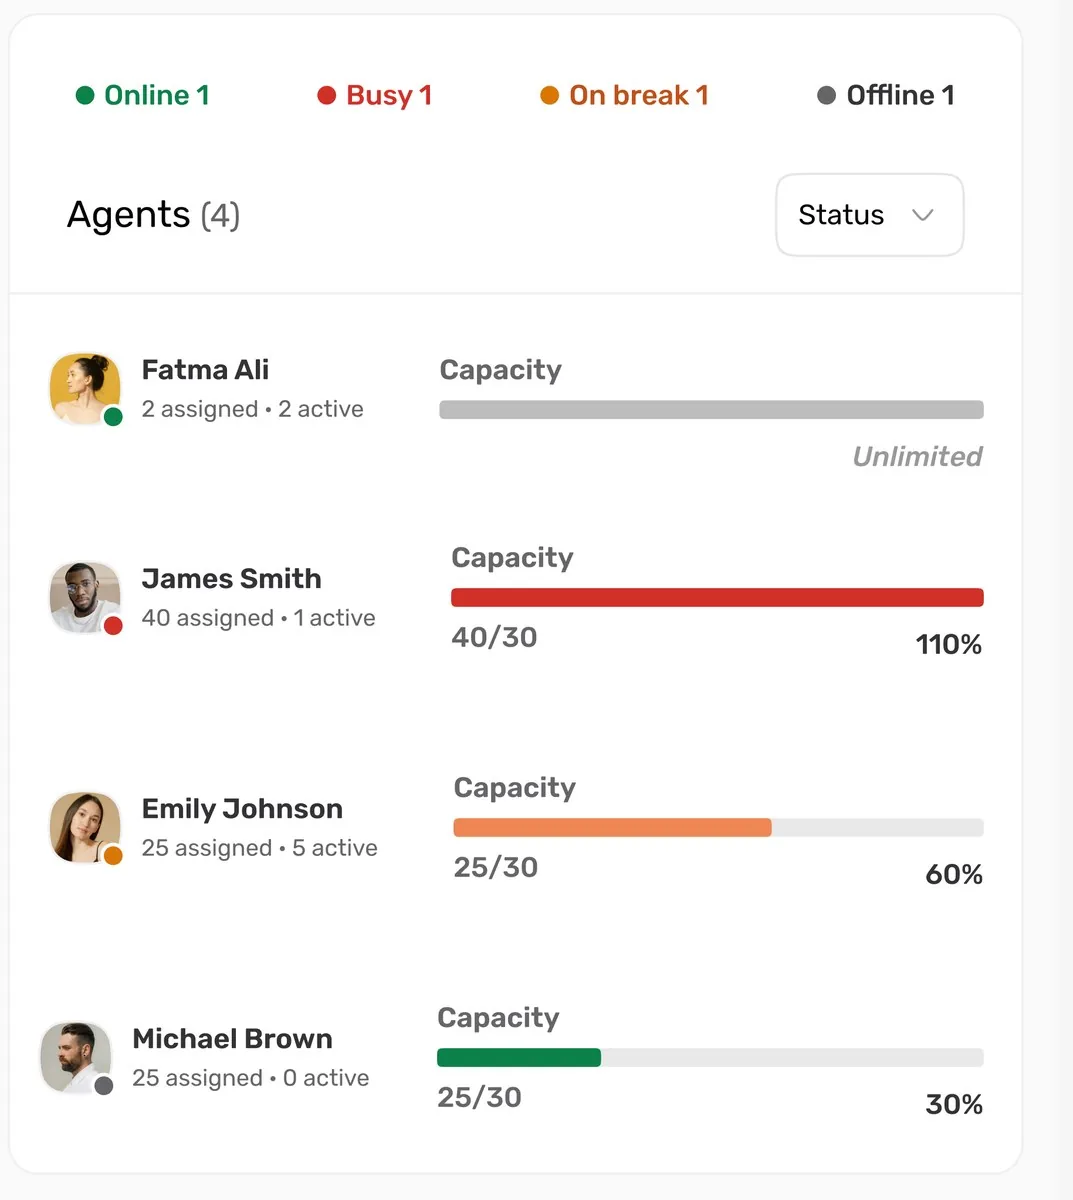 Online 1
Busy 1
On break 1
Offline 1
Agents (4)
Status
Fatma Ali
2 assigned • 2 active
Capacity
Unlimited
James Smith
40 assigned • 1 active
Capacity
40/30
110%
Emily Johnson
25 assigned • 5 active
Capacity
25/30
60%
Michael Brown
25 assigned • 0 active
Capacity
25/30
30%